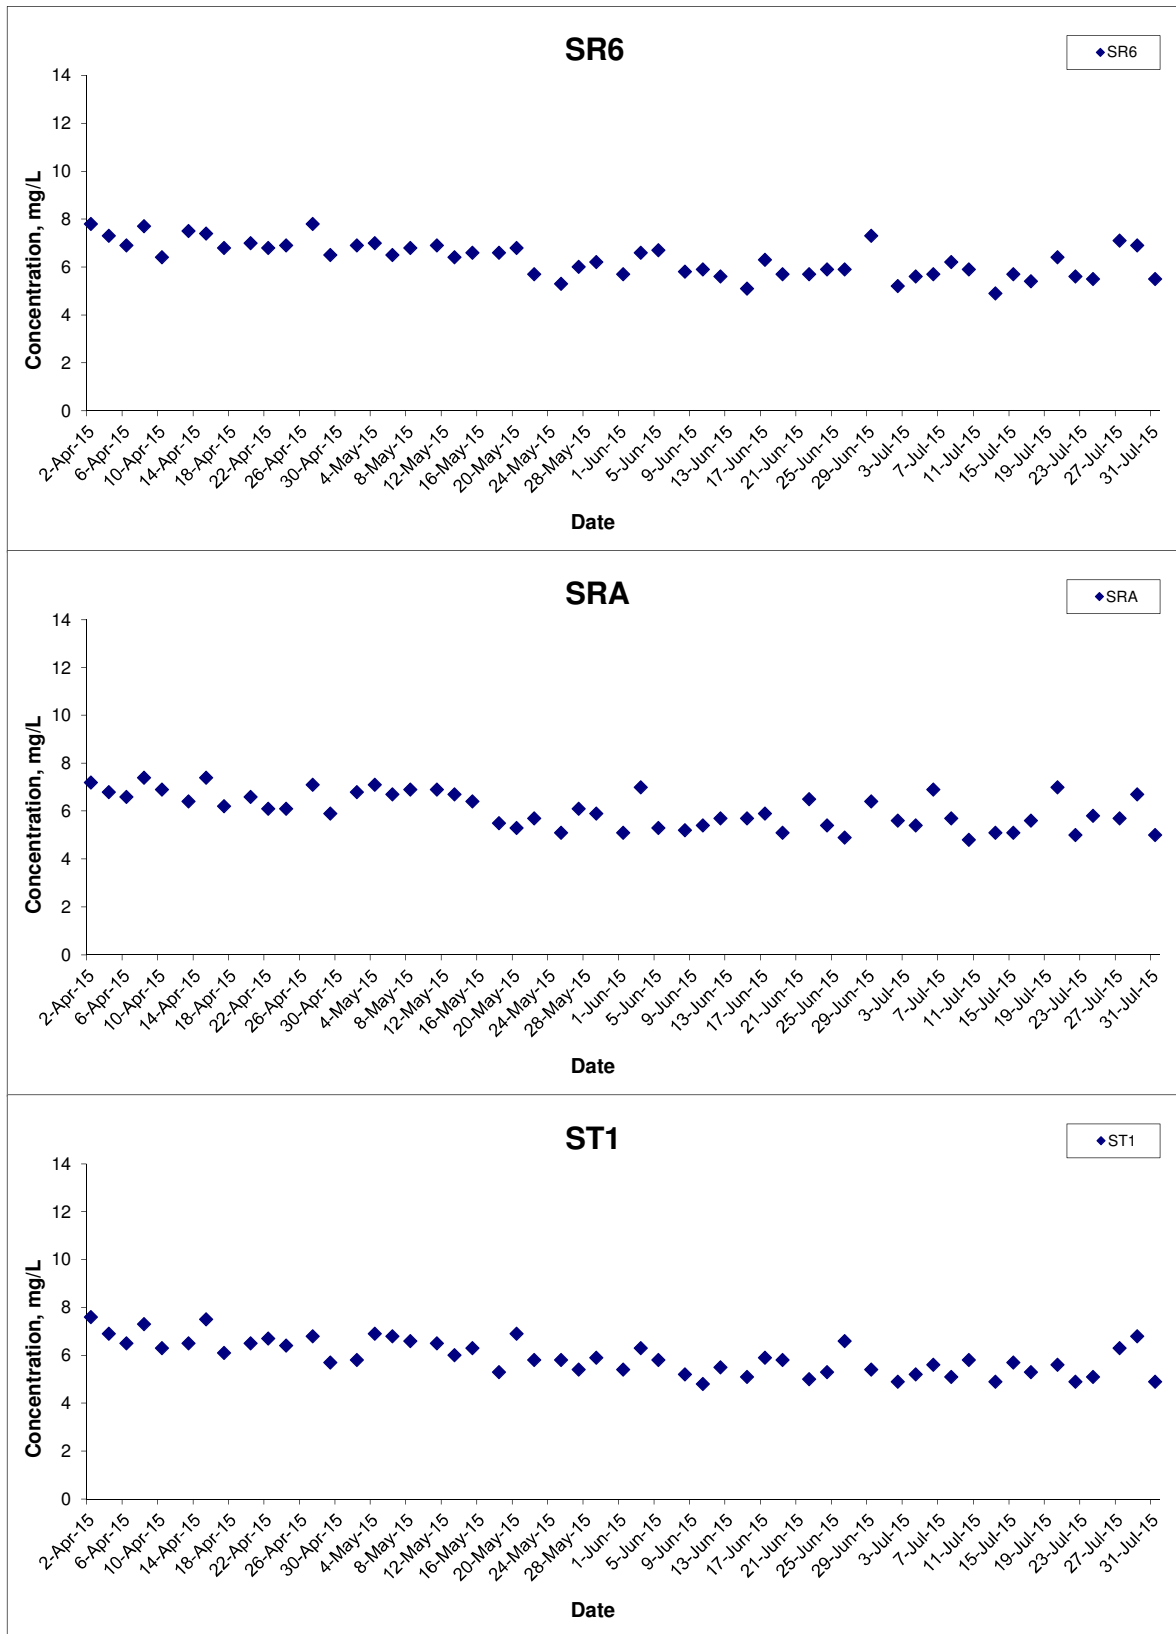 SR6
SR6
14
12
10
8
6
4
2
0
Concentration, mg/L
2-Apr-15
6-Apr-15
10-Apr-15
14-Apr-15
18-Apr-15
22-Apr-15
26-Apr-15
30-Apr-15
4-May-15
8-May-15
12-May-15
16-May-15
20-May-15
24-May-15
28-May-15
1-Jun-15
5-Jun-15
9-Jun-15
13-Jun-15
17-Jun-15
21-Jun-15
25-Jun-15
29-Jun-15
3-Jul-15
7-Jul-15
11-Jul-15
15-Jul-15
19-Jul-15
23-Jul-15
27-Jul-15
31-Jul-15
Date
SRA
SRA
14
12
10
8
6
4
2
0
Concentration, mg/L
2-Apr-15
6-Apr-15
10-Apr-15
14-Apr-15
18-Apr-15
22-Apr-15
26-Apr-15
30-Apr-15
4-May-15
8-May-15
12-May-15
16-May-15
20-May-15
24-May-15
28-May-15
1-Jun-15
5-Jun-15
9-Jun-15
13-Jun-15
17-Jun-15
21-Jun-15
25-Jun-15
29-Jun-15
3-Jul-15
7-Jul-15
11-Jul-15
15-Jul-15
19-Jul-15
23-Jul-15
27-Jul-15
31-Jul-15
Date
ST1
ST1
14
12
10
8
6
4
2
0
Concentration, mg/L
2-Apr-15
6-Apr-15
10-Apr-15
14-Apr-15
18-Apr-15
22-Apr-15
26-Apr-15
30-Apr-15
4-May-15
8-May-15
12-May-15
16-May-15
20-May-15
24-May-15
28-May-15
1-Jun-15
5-Jun-15
9-Jun-15
13-Jun-15
17-Jun-15
21-Jun-15
25-Jun-15
29-Jun-15
3-Jul-15
7-Jul-15
11-Jul-15
15-Jul-15
19-Jul-15
23-Jul-15
27-Jul-15
31-Jul-15
Date